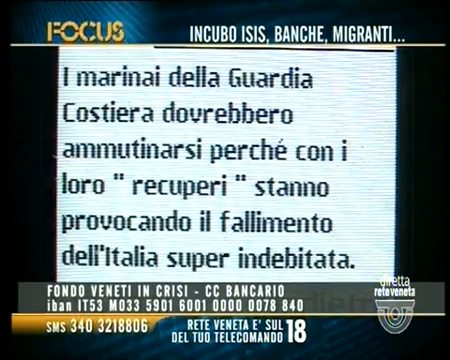 FOCUS
INCUBO ISIS, BANCHE, MIGRANTI...
I marinai della Guardia
Costiera dovrebbero
ammutinarsi perché con i
loro " recuperi " stanno
provocando il fallimento
dell'Italia super indebitata.
diretta
reteveneta
FONDO VENETI IN CRISI - CC BANCARIO
iban IT53 M033 5901 6001 0000 0078 840
SMS 340 3218806
RETE VENETA E' SUL
DEL TUO TELECOMANDO 18